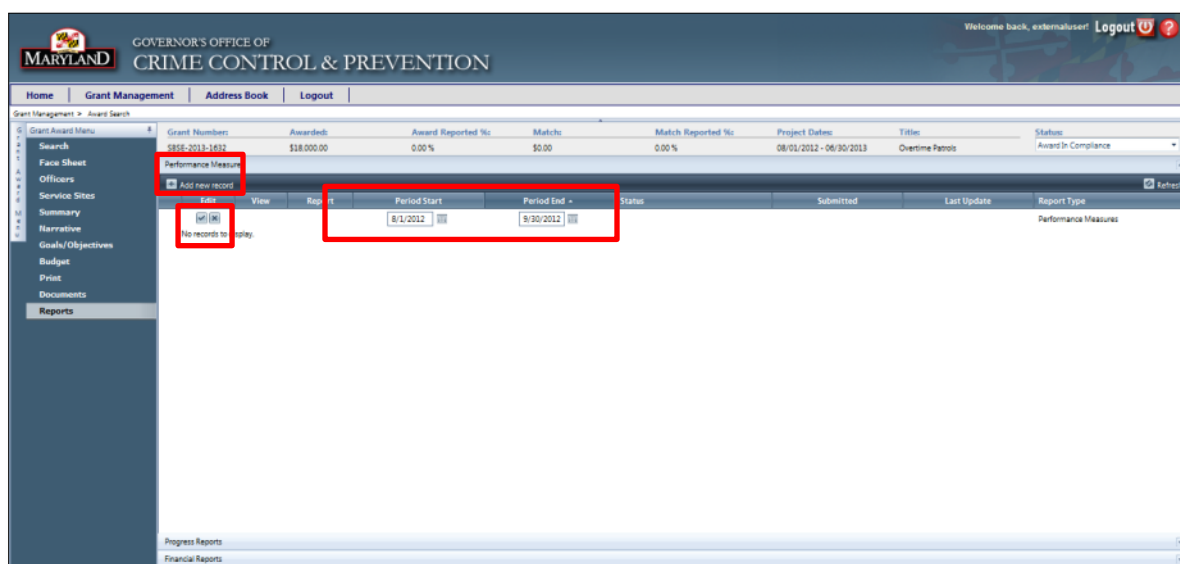 Welcome back, externaluser! Logout
MARYLAND
GOVERNOR'S OFFICE OF
CRIME CONTROL & PREVENTION
Home Grant Management Address Book Logout
Grant Management > Award Search
Grant Award Menu
Grant Award Menu
Search
Face Sheet
Officers
Service Sites
Summary
Narrative
Goals/Objectives
Budget
Print
Documents
Reports
Grant Number: Awarded: Award Reported %: Match: Match Reported %: Project Dates: Title: Status:
SBSE-2013-1632 $18,000.00 0.00 % $0.00 0.00 % 08/01/2012 - 06/30/2013 Overtime Patrols Award In Compliance
Performance Measure
Add new record Refresh
Edit View Report Period Start Period End Status Submitted Last Update Report Type
8/1/2012 9/30/2012 Performance Measures
No records to display.
Progress Reports
Financial Reports